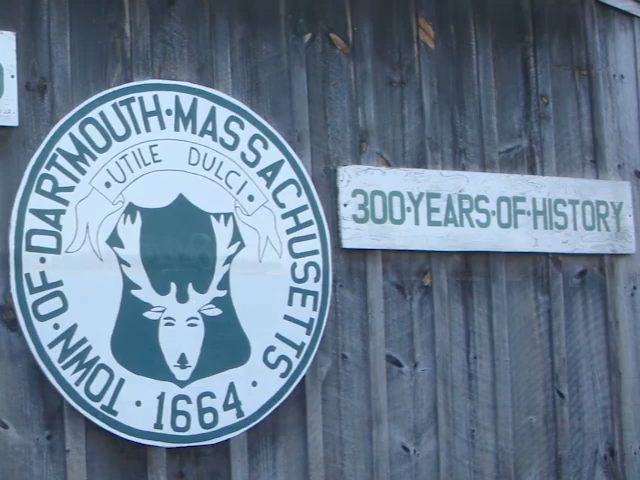 TOWN·OF·DARTMOUTH·MASSACHUSETTS
·UTILE DULCI·
·1664·
300·YEARS·OF·HISTORY